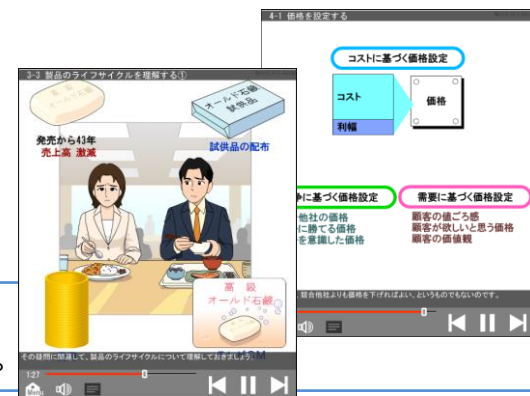 4-1 価格を設定する
コストに基づく価格設定
コスト
利幅
価格
争に基づく価格設定
他社の価格
に勝てる価格
を意識した価格
需要に基づく価格設定
顧客の値ごろ感
顧客が欲しいと思う価格
顧客の価値観
、競合他社よりも価格を下げればよい、というものでもないのです。
3-3 製品のライフサイクルを理解する①
オールド石鹸
発売から43年
売上高 激減
オールド石鹸
試供品
試供品の配布
高 級
オールド石鹸
その疑問に関連して、製品のライフサイクルについて理解しておきましょう。
1:27
Menu
。